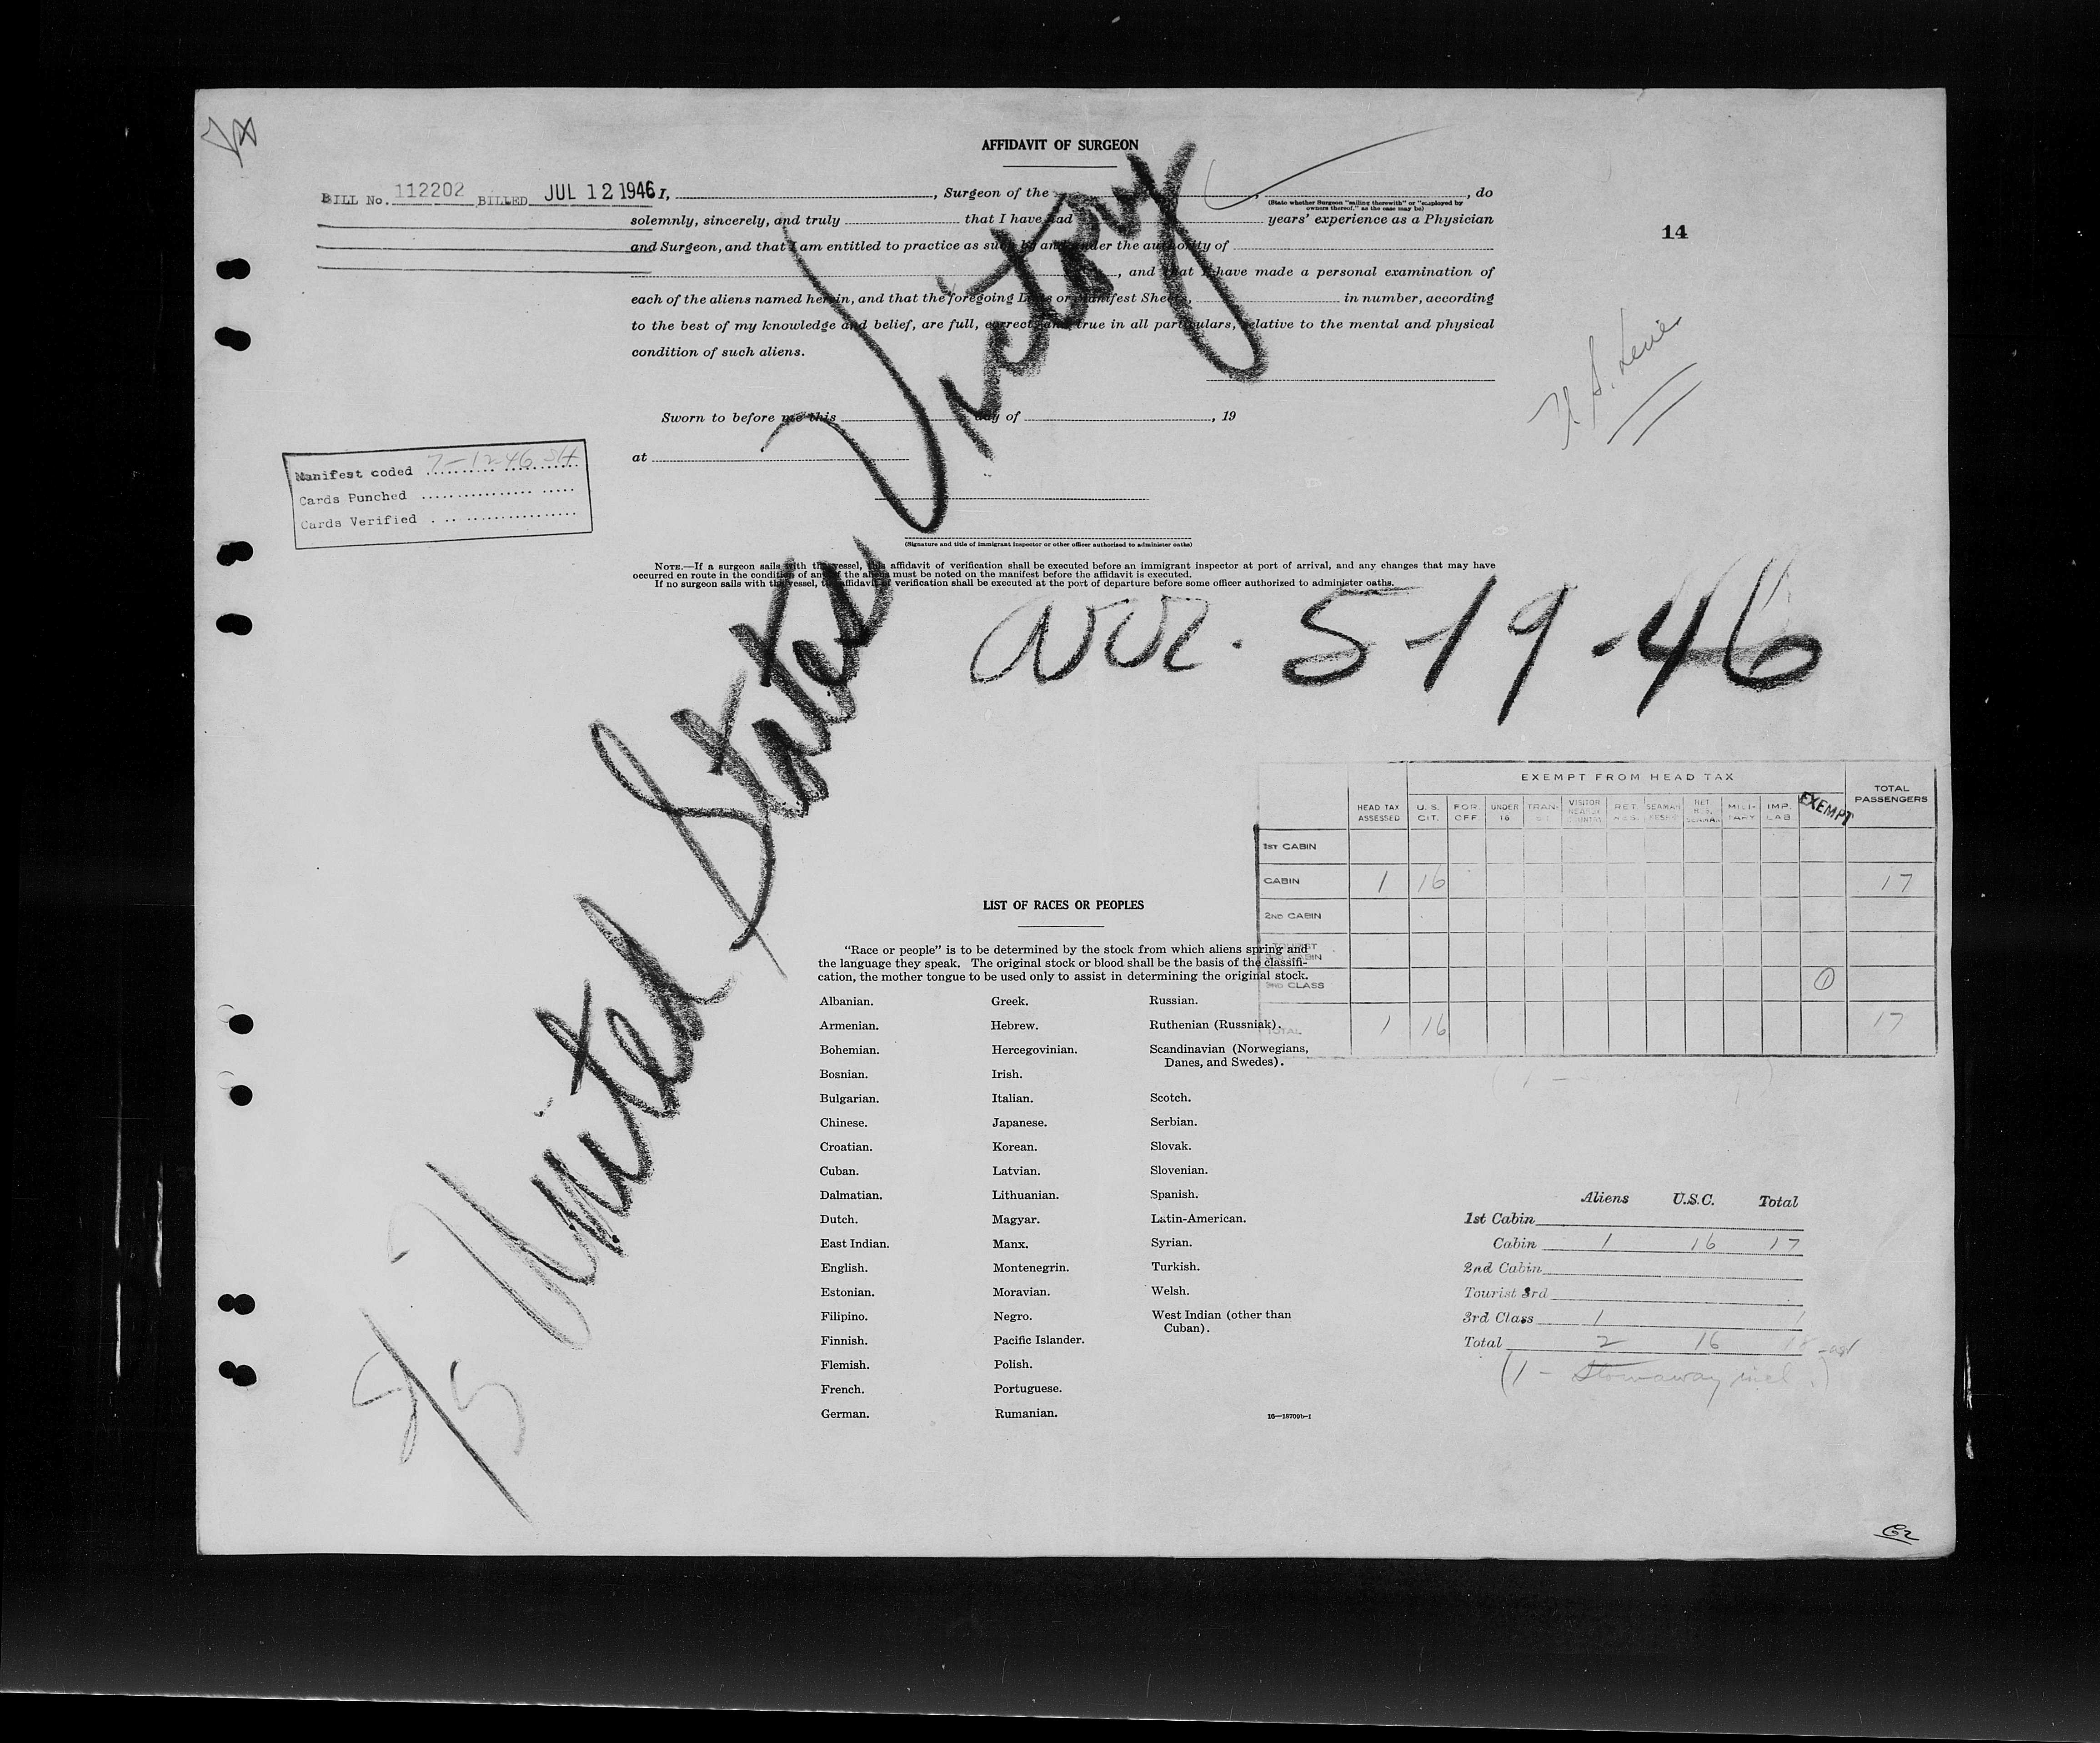 AFFIDAVIT OF SURGEON
BILL No. 112202 BILLED JUL 12 1946
I, , Surgeon of the , , do
(State whether Surgeon "sailing therewith" or "employed by owners thereof," as the case may be)
solemnly, sincerely, and truly that I have had years' experience as a Physician
and Surgeon, and that I am entitled to practice as such by and under the authority of
, and that I have made a personal examination of
each of the aliens named herein, and that the foregoing Lists or Manifest Sheets, in number, according
to the best of my knowledge and belief, are full, correct, and true in all particulars, relative to the mental and physical
condition of such aliens.
14
Sworn to before me this day of , 19
at
Manifest coded 7-12-46 SH
Cards Punched
Cards Verified
(Signature and title of immigrant inspector or other officer authorized to administer oaths)
NOTE.—If a surgeon sails with the vessel, this affidavit of verification shall be executed before an immigrant inspector at port of arrival, and any changes that may have
occurred en route in the condition of any of the aliens must be noted on the manifest before the affidavit is executed.
If no surgeon sails with the vessel, the affidavit of verification shall be executed at the port of departure before some officer authorized to administer oaths.
United States Victory
arr. 5-19-46
EXEMPT FROM HEAD TAX
HEAD TAX ASSESSED U.S. CIT. FOR. OFF UNDER 16 TRAN- VISITOR RET. SEAMAN RET. MILI- TARY IMP. LAB EXEMPT TOTAL PASSENGERS
1ST CABIN
CABIN 1 16 17
2ND CABIN
TOURIST 3RD CABIN
3RD CLASS 1
TOTAL 1 16 17
LIST OF RACES OR PEOPLES
"Race or people" is to be determined by the stock from which aliens spring and
the language they speak. The original stock or blood shall be the basis of the classifi-
cation, the mother tongue to be used only to assist in determining the original stock.
Albanian. Greek. Russian.
Armenian. Hebrew. Ruthenian (Russniak).
Bohemian. Hercegovinian. Scandinavian (Norwegians,
Danes, and Swedes).
Bosnian. Irish.
Bulgarian. Italian. Scotch.
Chinese. Japanese. Serbian.
Croatian. Korean. Slovak.
Cuban. Latvian. Slovenian.
Dalmatian. Lithuanian. Spanish.
Dutch. Magyar. Latin-American.
East Indian. Manx. Syrian.
English. Montenegrin. Turkish.
Estonian. Moravian. Welsh.
Filipino. Negro. West Indian (other than
Cuban).
Finnish. Pacific Islander.
Flemish. Polish.
French. Portuguese.
German. Rumanian.
16—18709b-1
Aliens U.S.C. Total
1st Cabin
Cabin 1 16 17
2nd Cabin
Tourist 3rd
3rd Class 1 1
Total 2 16 18
(1 - Stowaway incl.)